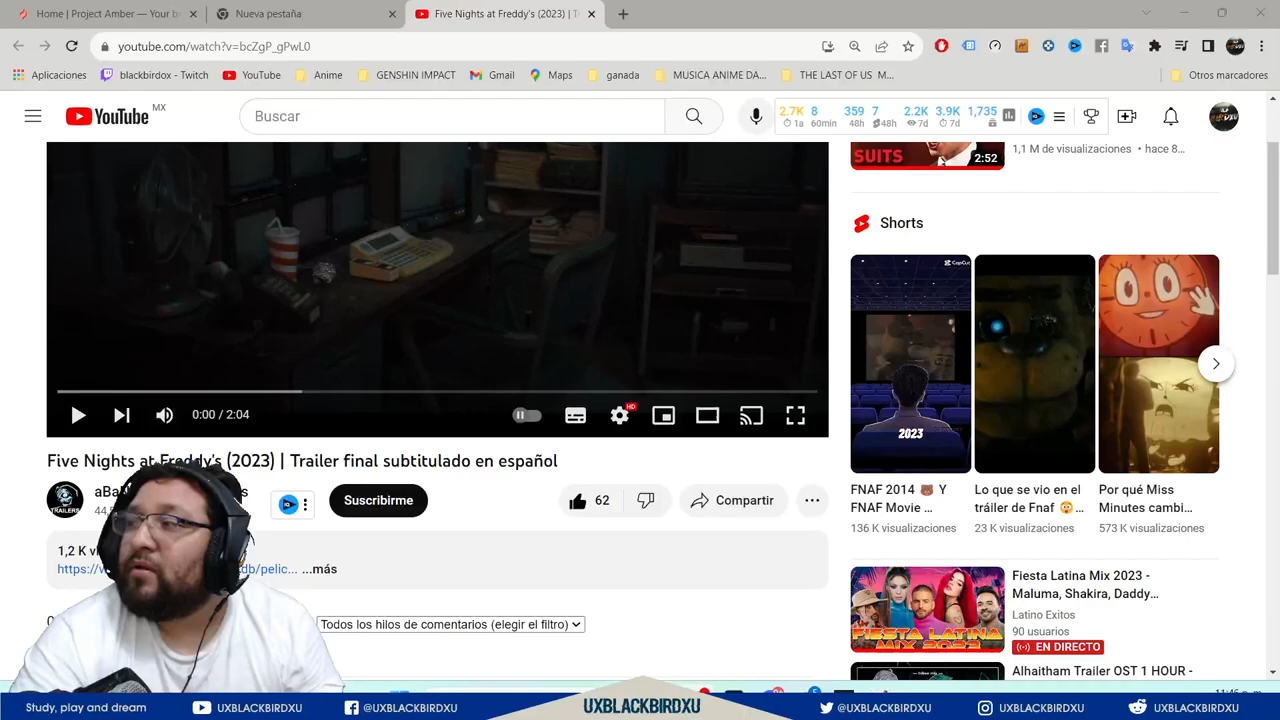 Home | Project Amber — Your b
Nueva pestaña
Five Nights at Freddy's (2023) | T
youtube.com/watch?v=bcZgP_gPwL0
Aplicaciones
blackbirdox - Twitch
YouTube
Anime
GENSHIN IMPACT
Gmail
Maps
ganada
MUSICA ANIME DA...
THE LAST OF US M...
Otros marcadores
YouTube MX
Buscar
2.7K 8 359 7 2.2K 3.9K 1,735
1a 60min 48h 48h 7d 7d
SUITS
2:52
1,1 M de visualizaciones • hace 8...
Shorts
CapCut
2023
FNAF 2014 🐻 Y
FNAF Movie ...
136 K visualizaciones
Lo que se vio en el
tráiler de Fnaf 😱...
23 K visualizaciones
Por qué Miss
Minutes cambi...
573 K visualizaciones
0:00 / 2:04
HD
Five Nights at Freddy's (2023) | Trailer final subtitulado en español
TRAILERS
Suscribirme
62
Compartir
...más
Todos los hilos de comentarios (elegir el filtro)
FIESTA LATINA
MIX 2023
Fiesta Latina Mix 2023 -
Maluma, Shakira, Daddy...
Latino Exitos
90 usuarios
EN DIRECTO
Alhaitham Trailer OST 1 HOUR -
Study, play and dream
UXBLACKBIRDXU
@UXBLACKBIRDXU
UXBLACKBIRDXU
@UXBLACKBIRDXU
UXBLACKBIRDXU
UXBLACKBIRDXU